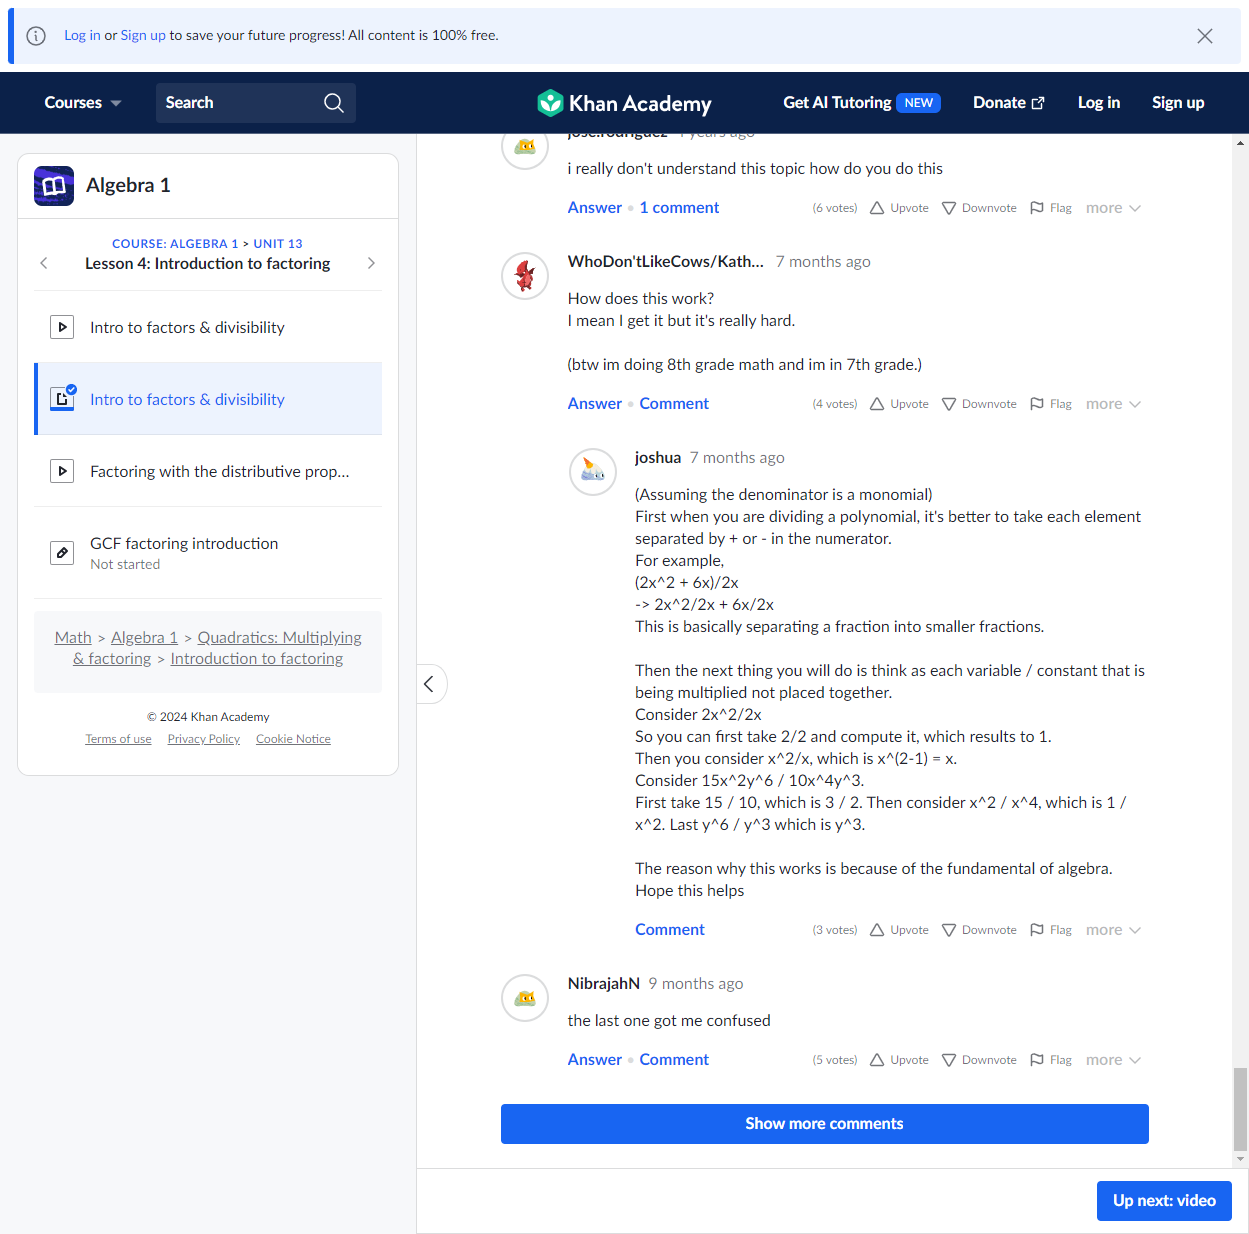 Log in or Sign up to save your future progress! All content is 100% free.
Courses
Search
Khan Academy
Get AI Tutoring NEW
Donate
Log in
Sign up
Algebra 1
COURSE: ALGEBRA 1 > UNIT 13
Lesson 4: Introduction to factoring
Intro to factors & divisibility
Intro to factors & divisibility
Factoring with the distributive prop...
GCF factoring introduction
Not started
Math > Algebra 1 > Quadratics: Multiplying
& factoring > Introduction to factoring
© 2024 Khan Academy
Terms of use Privacy Policy Cookie Notice
jose.rodriguez
years ago
i really don't understand this topic how do you do this
Answer • 1 comment (6 votes) Upvote Downvote Flag more
WhoDon'tLikeCows/Kath... 7 months ago
How does this work?
I mean I get it but it's really hard.
(btw im doing 8th grade math and im in 7th grade.)
Answer • Comment (4 votes) Upvote Downvote Flag more
joshua 7 months ago
(Assuming the denominator is a monomial)
First when you are dividing a polynomial, it's better to take each element
separated by + or - in the numerator.
For example,
(2x^2 + 6x)/2x
-> 2x^2/2x + 6x/2x
This is basically separating a fraction into smaller fractions.
Then the next thing you will do is think as each variable / constant that is
being multiplied not placed together.
Consider 2x^2/2x
So you can first take 2/2 and compute it, which results to 1.
Then you consider x^2/x, which is x^(2-1) = x.
Consider 15x^2y^6 / 10x^4y^3.
First take 15 / 10, which is 3 / 2. Then consider x^2 / x^4, which is 1 /
x^2. Last y^6 / y^3 which is y^3.
The reason why this works is because of the fundamental of algebra.
Hope this helps
Comment (3 votes) Upvote Downvote Flag more
NibrajahN 9 months ago
the last one got me confused
Answer • Comment (5 votes) Upvote Downvote Flag more
Show more comments
Up next: video